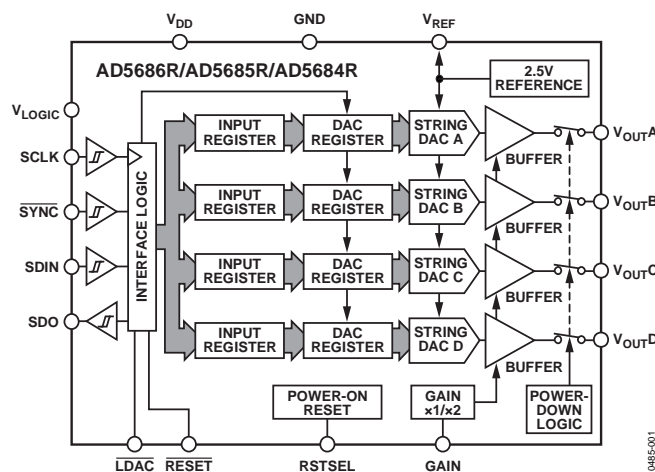 VDD
GND
VREF
AD5686R/AD5685R/AD5684R
2.5V
REFERENCE
VLOGIC
SCLK
SYNC
SDIN
SDO
INTERFACE LOGIC
INPUT
REGISTER
DAC
REGISTER
STRING
DAC A
BUFFER
VOUTA
INPUT
REGISTER
DAC
REGISTER
STRING
DAC B
BUFFER
VOUTB
INPUT
REGISTER
DAC
REGISTER
STRING
DAC C
BUFFER
VOUTC
INPUT
REGISTER
DAC
REGISTER
STRING
DAC D
BUFFER
VOUTD
POWER-ON
RESET
GAIN
×1/×2
POWER-
DOWN
LOGIC
LDAC
RESET
RSTSEL
GAIN
0485-001